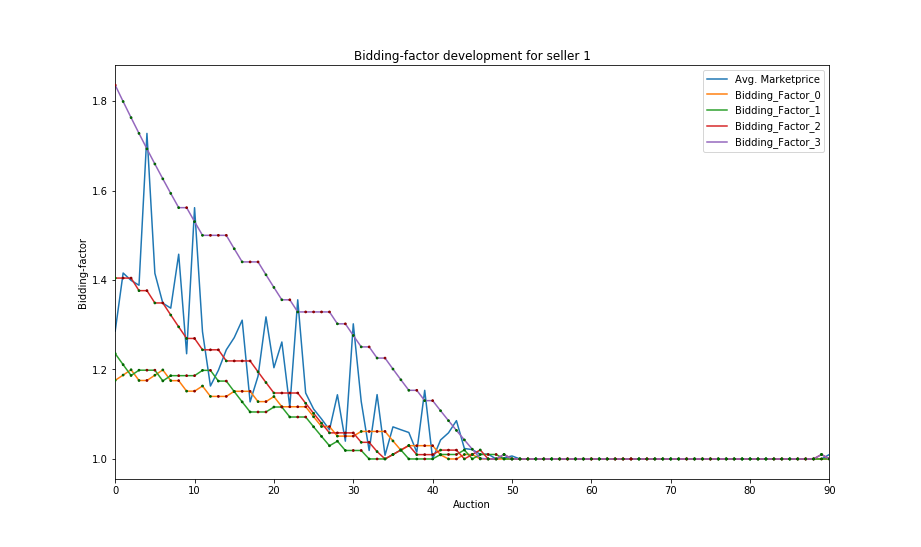 Bidding-factor development for seller 1
Avg. Marketprice
Bidding_Factor_0
Bidding_Factor_1
Bidding_Factor_2
Bidding_Factor_3
Bidding-factor
1.8
1.6
1.4
1.2
1.0
0 10 20 30 40 50 60 70 80 90
Auction